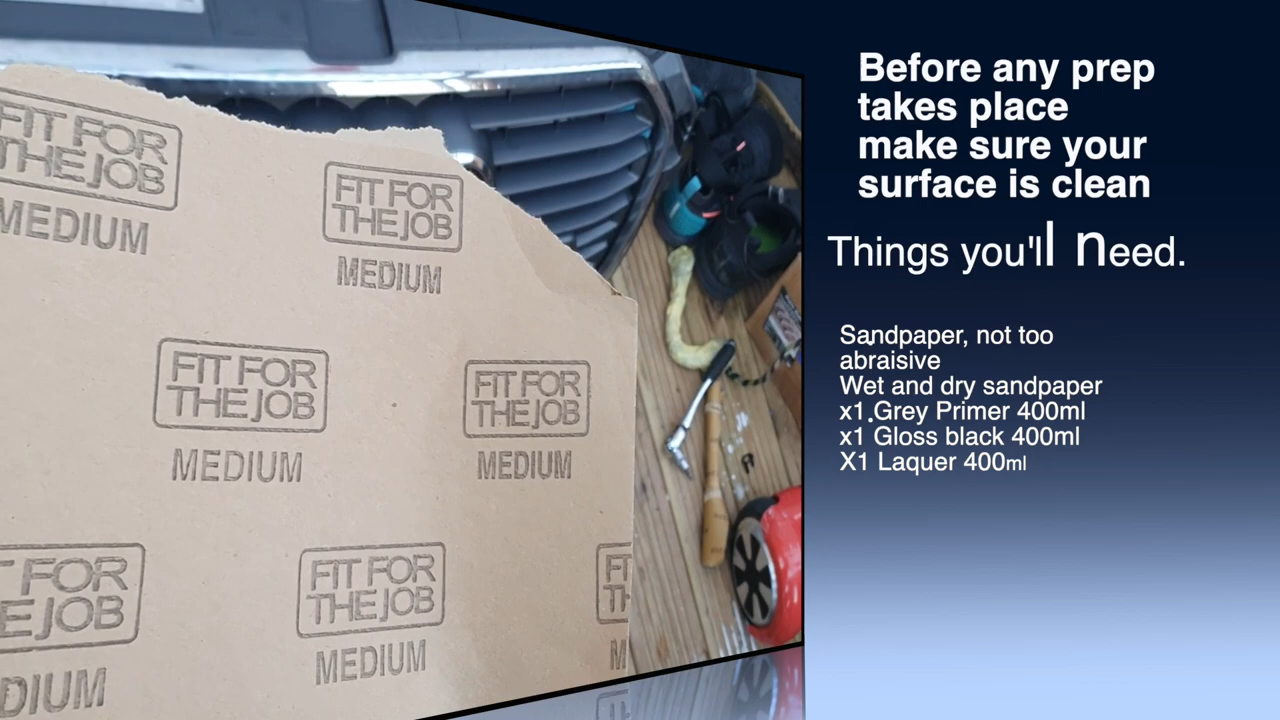 Before any prep
takes place
make sure your
surface is clean
Things you'll need.
Sandpaper, not too
abraisive
Wet and dry sandpaper
x1 Grey Primer 400ml
x1 Gloss black 400ml
X1 Laquer 400ml
FIT FOR
THE JOB
MEDIUM
FIT FOR
THE JOB
MEDIUM
FIT FOR
THE JOB
MEDIUM
FIT FOR
THE JOB
MEDIUM
T FOR
E JOB
DIUM
FIT FOR
THE JOB
MEDIUM
FI
TH
M